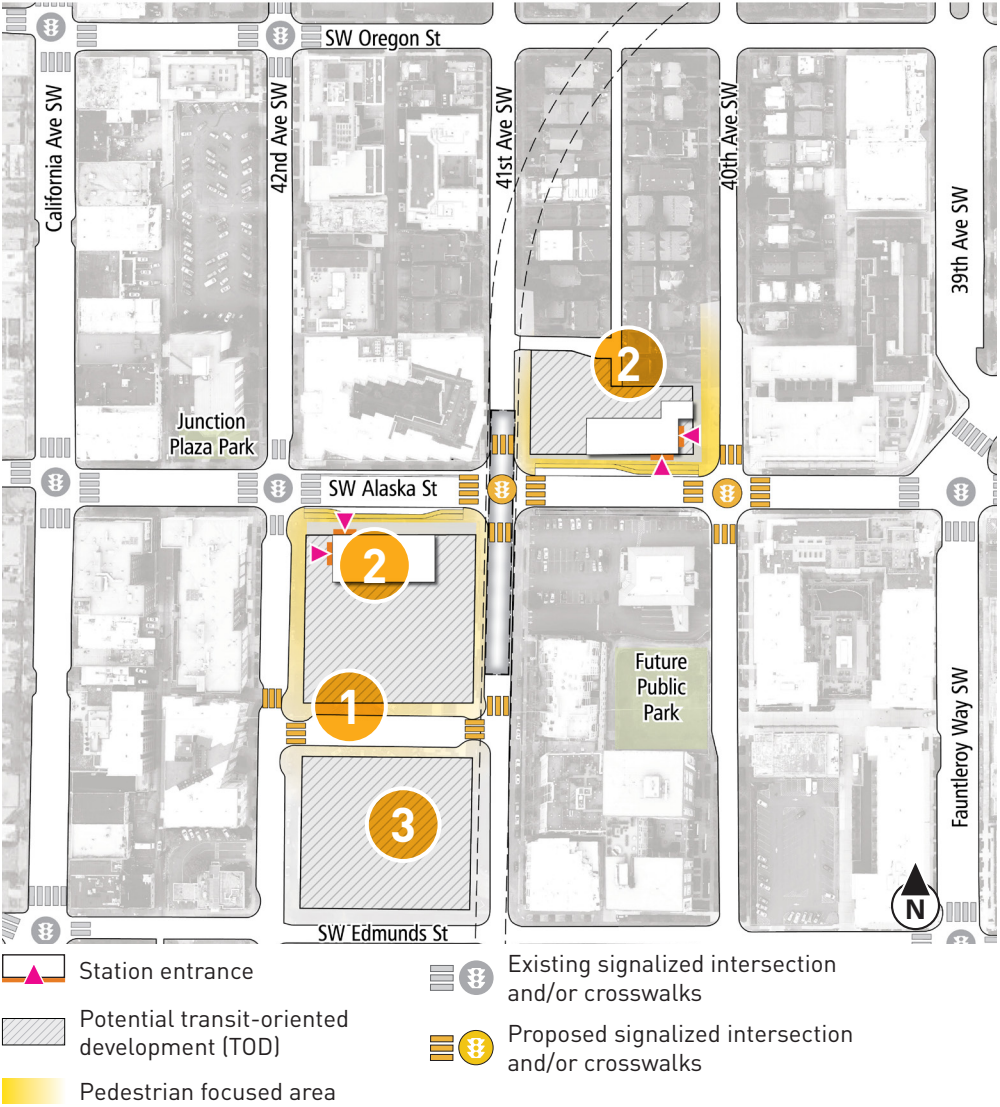 SW Oregon St
California Ave SW
42nd Ave SW
41st Ave SW
40th Ave SW
39th Ave SW
2
Junction
Plaza Park
SW Alaska St
2
1
Future
Public
Park
3
Fauntleroy Way SW
N
SW Edmunds St
Station entrance
Potential transit-oriented
development (TOD)
Pedestrian focused area
Existing signalized intersection
and/or crosswalks
Proposed signalized intersection
and/or crosswalks